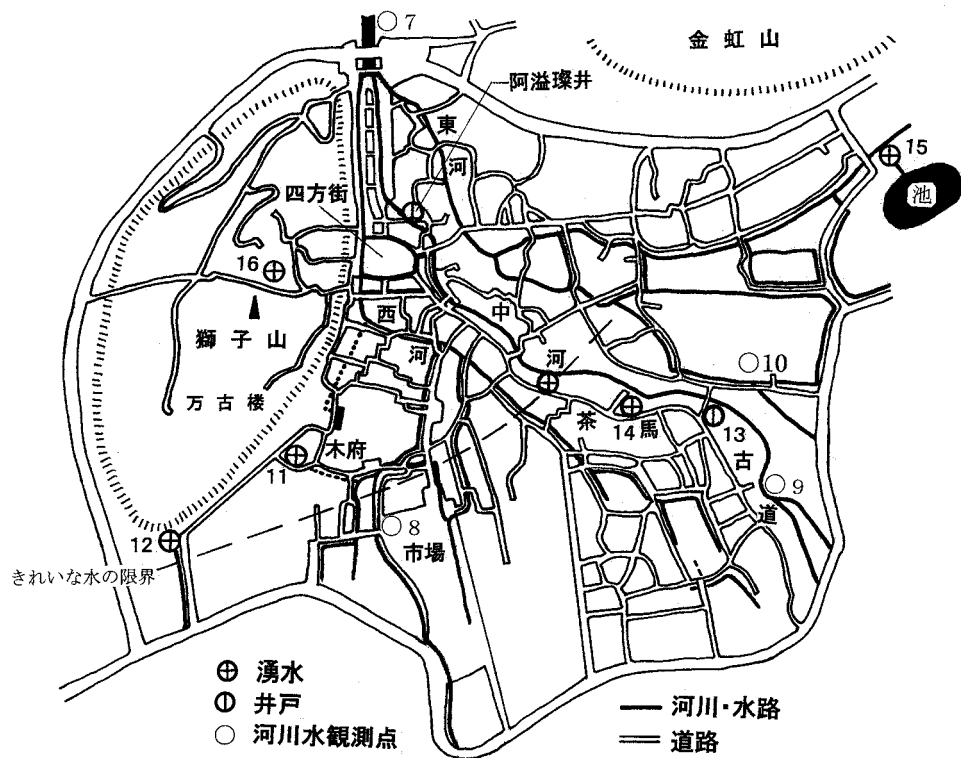 7
金虹山
阿溢璨井
東
河
15
池
四方街
16
獅子山
西
河
中
河
万古楼
10
茶
馬
古
道
14
13
木府
11
9
8
市場
12
きれいな水の限界
湧水
井戸
河川水観測点
河川・水路
道路